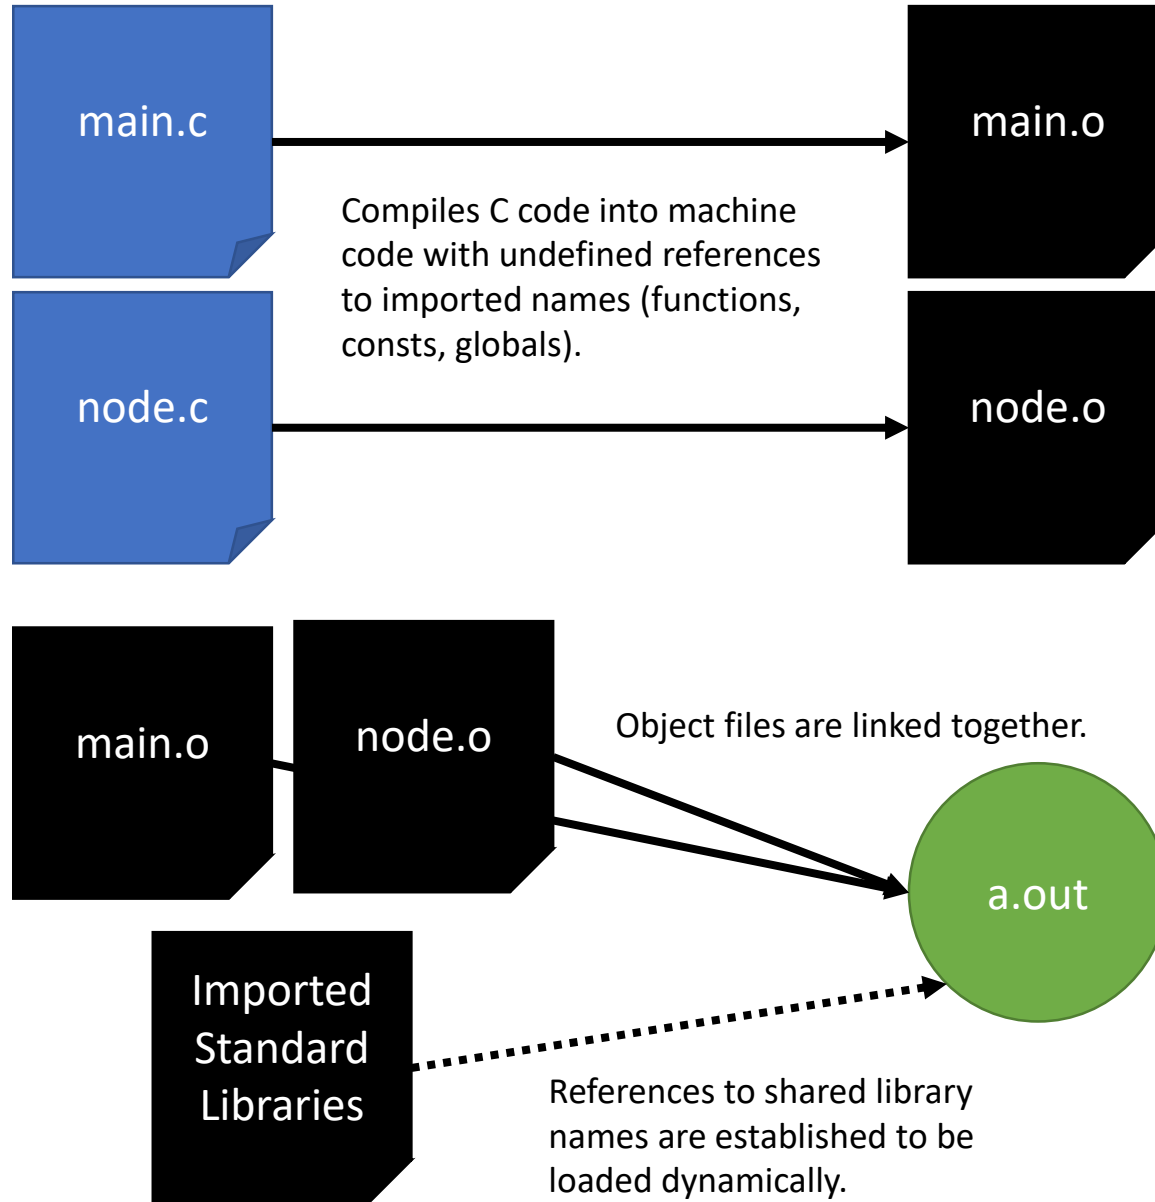 main.c
main.o
Compiles C code into machine
code with undefined references
to imported names (functions,
consts, globals).
node.c
node.o
main.o
node.o
Object files are linked together.
a.out
Imported
Standard
Libraries
References to shared library
names are established to be
loaded dynamically.